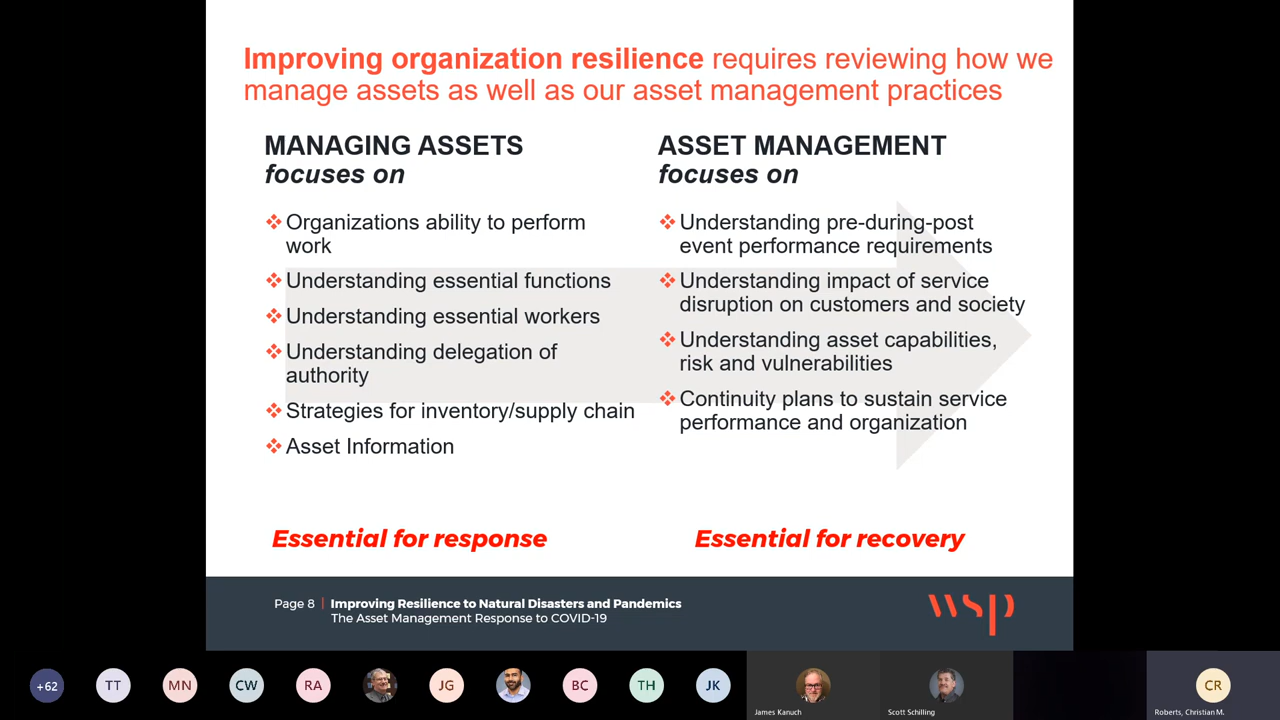 Improving organization resilience requires reviewing how we
manage assets as well as our asset management practices
MANAGING ASSETS
focuses on
Organizations ability to perform
work
Understanding essential functions
Understanding essential workers
Understanding delegation of
authority
Strategies for inventory/supply chain
Asset Information
Essential for response
ASSET MANAGEMENT
focuses on
Understanding pre-during-post
event performance requirements
Understanding impact of service
disruption on customers and society
Understanding asset capabilities,
risk and vulnerabilities
Continuity plans to sustain service
performance and organization
Essential for recovery
Page 8 | Improving Resilience to Natural Disasters and Pandemics
The Asset Management Response to COVID-19
wsp
+62 TT MN CW RA JG BC TH JK CR
James Kanuch Scott Schilling Roberts, Christian M.